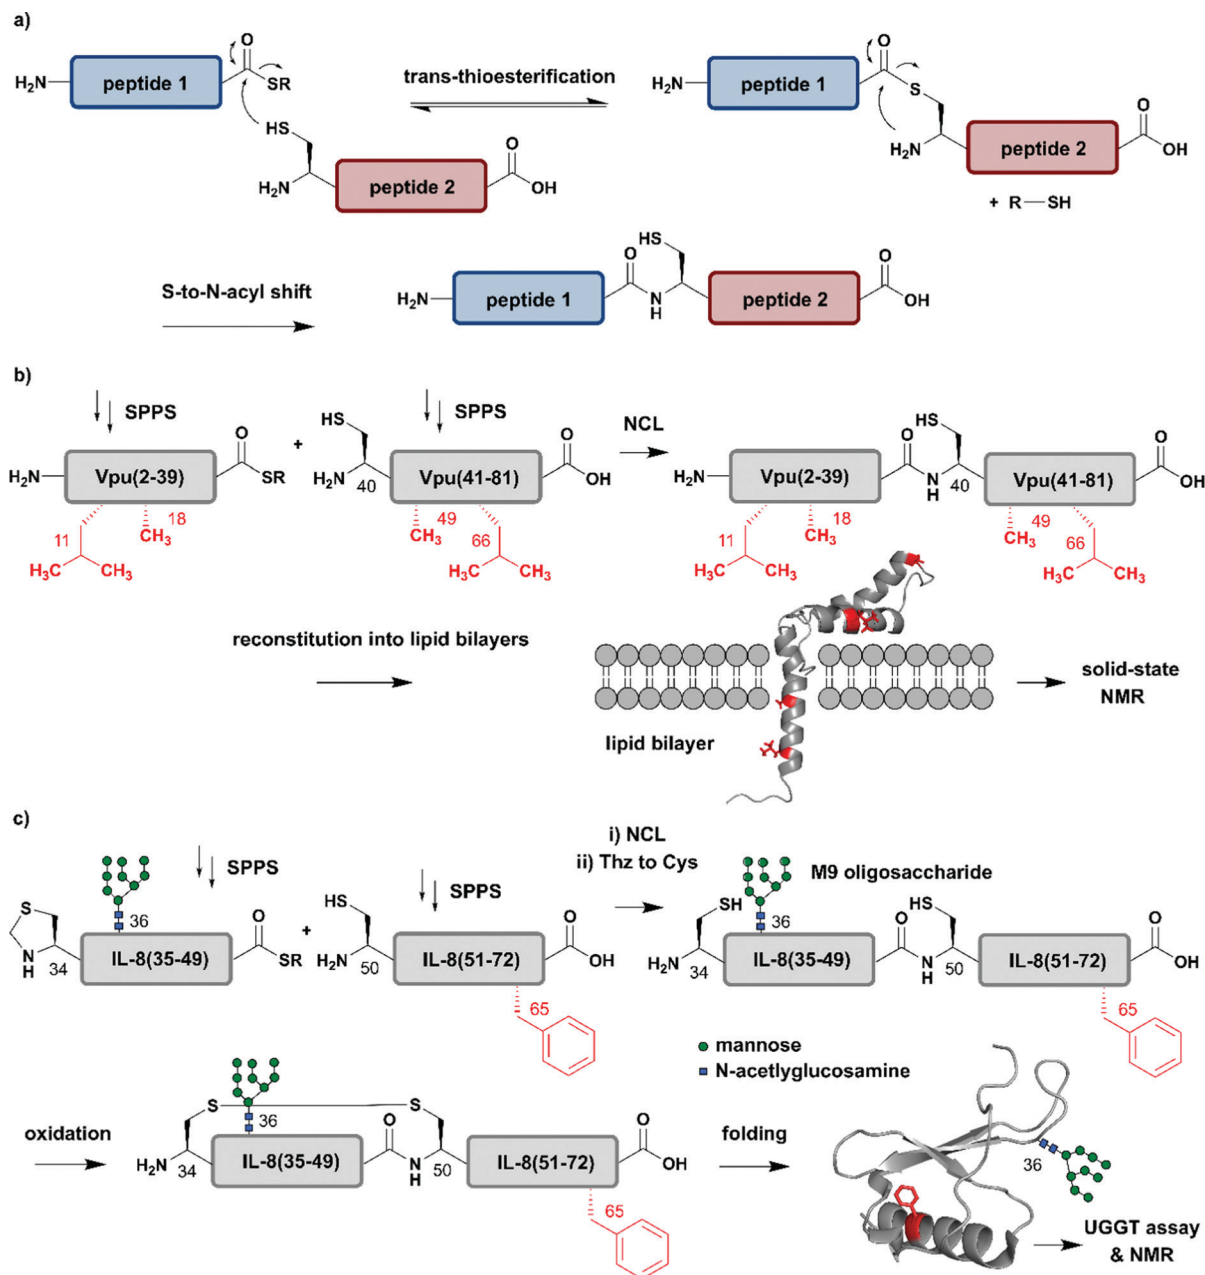 a)
H₂N
peptide 1
O
SR
HS
H₂N
peptide 2
O
OH
trans-thioesterification
H₂N
peptide 1
O
S
H₂N
peptide 2
O
OH
+ R—SH
S-to-N-acyl shift
H₂N
peptide 1
O
N
H
HS
peptide 2
O
OH
b)
SPPS
H₂N
Vpu(2-39)
O
SR
11
18
CH₃
H₃C
CH₃
+
HS
H₂N
40
SPPS
Vpu(41-81)
O
OH
49
CH₃
66
H₃C
CH₃
NCL
H₂N
Vpu(2-39)
O
N
H
HS
40
Vpu(41-81)
O
OH
11
18
CH₃
H₃C
CH₃
49
CH₃
66
H₃C
CH₃
reconstitution into lipid bilayers
lipid bilayer
solid-state
NMR
c)
S
N
H
34
36
SPPS
IL-8(35-49)
O
SR
+
HS
H₂N
50
SPPS
IL-8(51-72)
O
OH
65
i) NCL
ii) Thz to Cys
M9 oligosaccharide
SH
H₂N
34
36
IL-8(35-49)
O
N
H
HS
50
IL-8(51-72)
O
OH
65
mannose
N-acetlyglucosamine
oxidation
S
S
H₂N
34
36
IL-8(35-49)
O
N
H
50
IL-8(51-72)
O
OH
65
folding
36
UGGT assay
& NMR